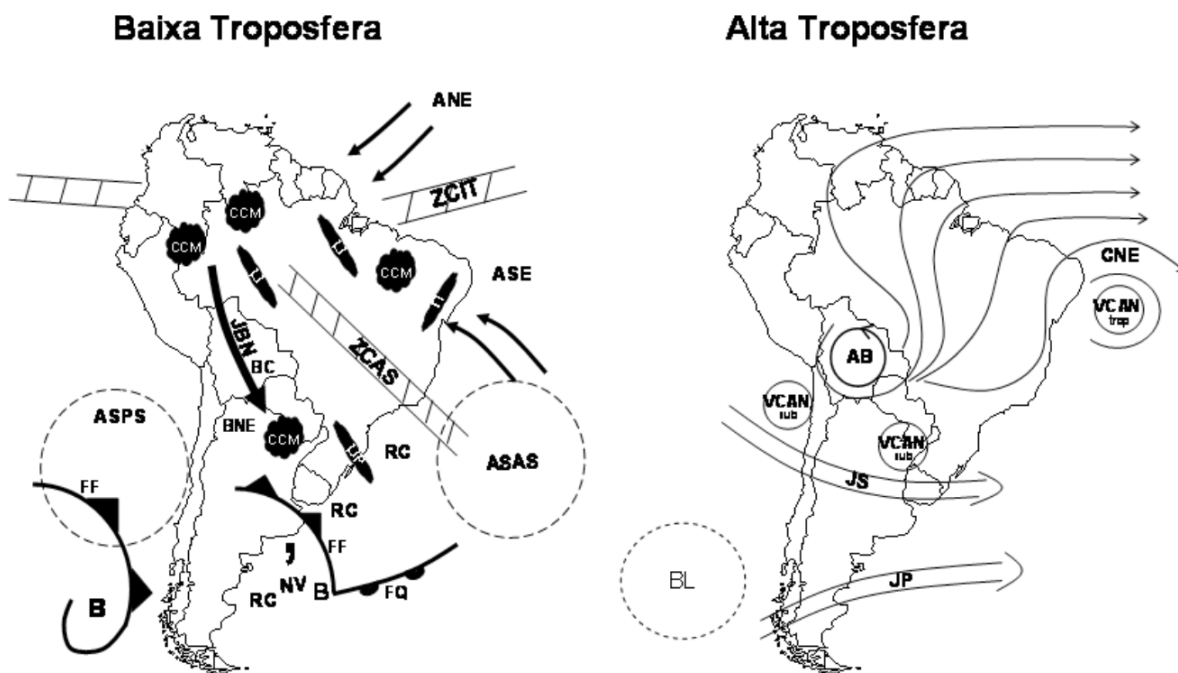 Baixa Troposfera
ANE
ZCIT
CCM
CCM
LI
CCM
LI
ASE
LI
JBN
BC
ZCAS
ASPS
BNE
CCM
LIP
RC
ASAS
FF
RC
FF
NV
B
RC
B
FQ
Alta Troposfera
CNE
VCAN
trop
AB
VCAN
sub
VCAN
sub
JS
BL
JP